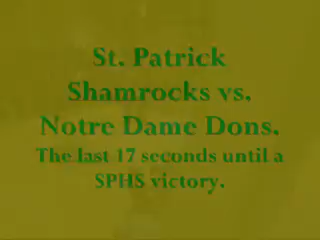 St. Patrick
Shamrocks vs.
Notre Dame Dons.
The last 17 seconds until a
SPHS victory.